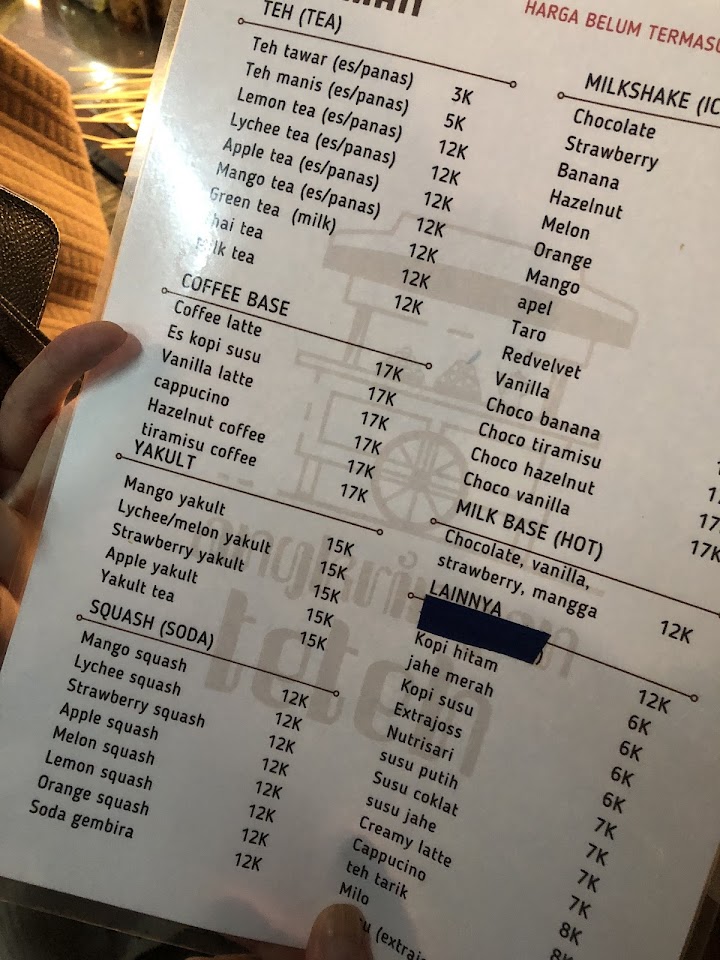 HARGA BELUM
TEH (TEA)
Teh tawar (es/panas) 3K
Teh manis (es/panas) 5K
Lemon tea (es/panas) 12K
Lychee tea (es/panas) 12K
Apple tea (es/panas) 12K
Mango tea (es/panas) 12K
Green tea (milk) 12K
hai tea 12K
lk tea 12K
COFFEE BASE
Coffee latte 17K
Es kopi susu 17K
Vanilla latte 17K
cappucino 17K
Hazelnut coffee 17K
tiramisu coffee 17K
YAKULT
Mango yakult 15K
Lychee/melon yakult 15K
Strawberry yakult 15K
Apple yakult 15K
Yakult tea 15K
SQUASH (SODA)
Mango squash 12K
Lychee squash 12K
Strawberry squash 12K
Apple squash 12K
Melon squash 12K
Lemon squash 12K
Orange squash 12K
Soda gembira 12K
MILKSHAKE (IC
Chocolate
Strawberry
Banana
Hazelnut
Melon
Orange
Mango
apel
Taro
Redvelvet
Vanilla
Choco banana
Choco tiramisu 17
Choco hazelnut 17K
Choco vanilla 17K
MILK BASE (HOT)
Chocolate, vanilla,
strawberry, mangga 12K
LAINNYA
12K
Kopi hitam 6K
jahe merah 6K
Kopi susu 6K
Extrajoss 6K
Nutrisari 7K
susu putih 7K
Susu coklat 7K
susu jahe 7K
Creamy latte 8K
Cappucino 8K
teh tarik
Milo